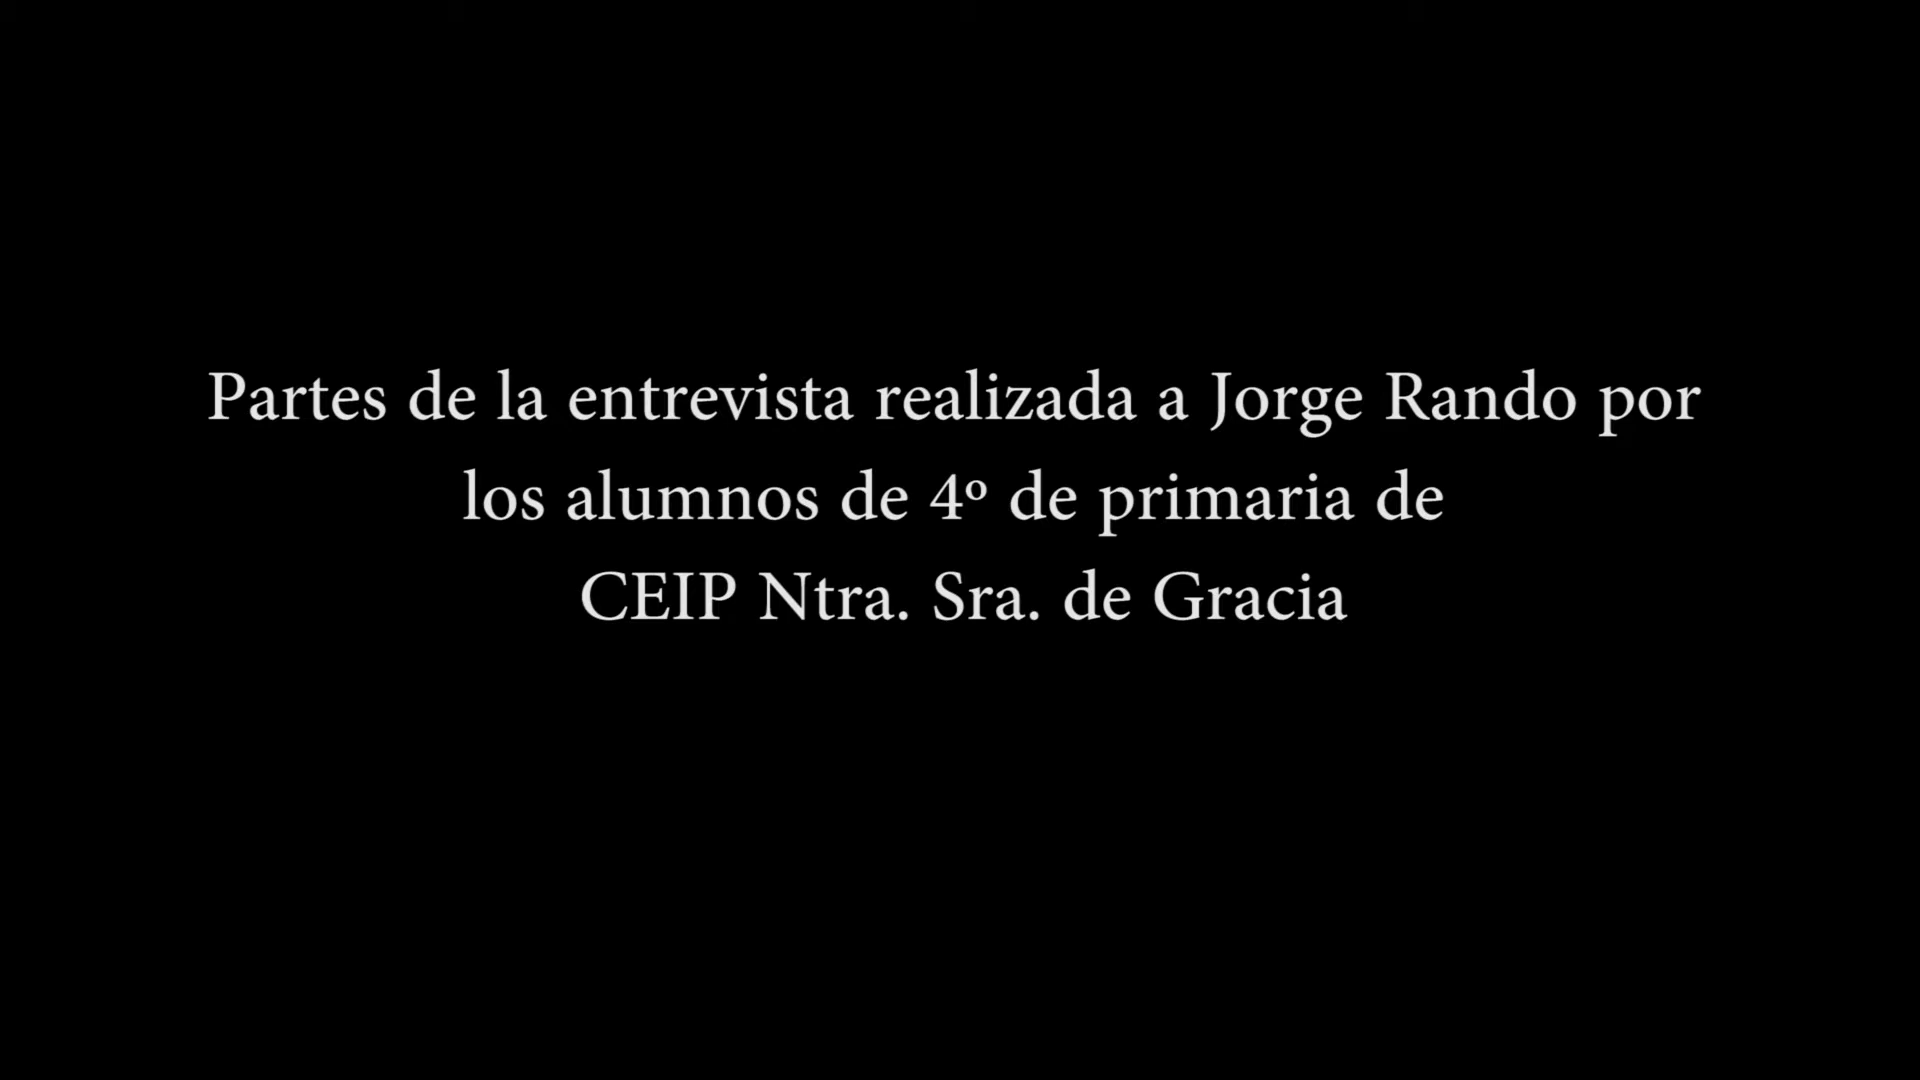 Partes de la entrevista realizada a Jorge Rando por
los alumnos de 4º de primaria de
CEIP Ntra. Sra. de Gracia